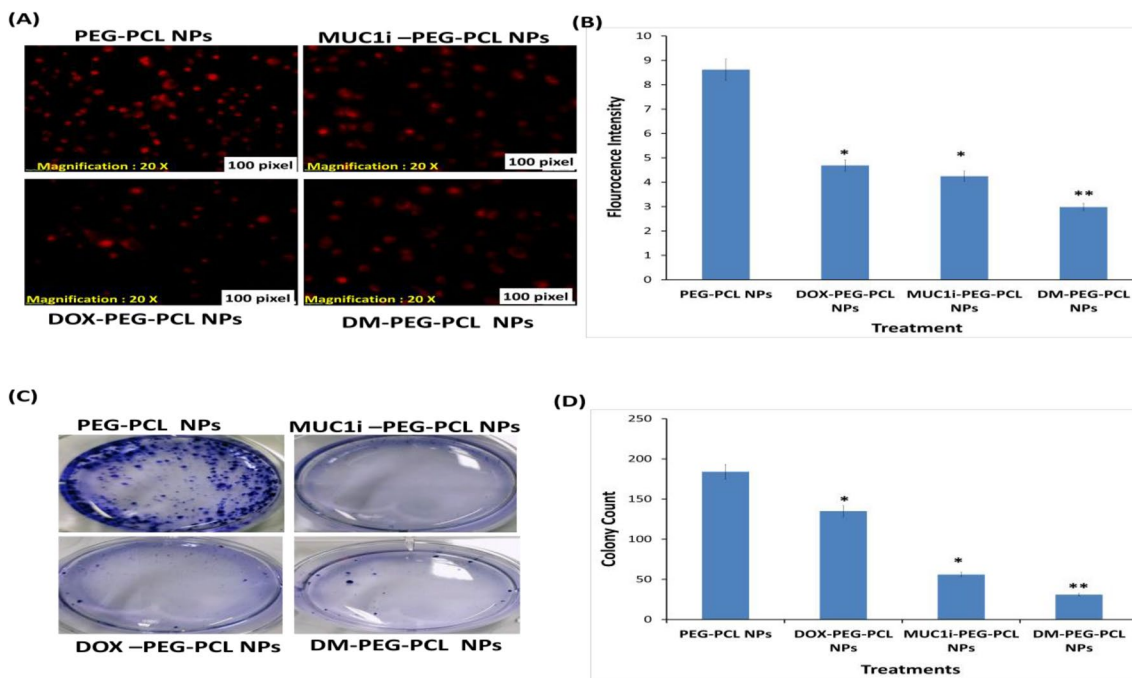 (A)
PEG-PCL NPs
MUC1i –PEG-PCL NPs
Magnification : 20 X
100 pixel
Magnification : 20 X
100 pixel
Magnification : 20 X
100 pixel
Magnification : 20 X
100 pixel
DOX-PEG-PCL NPs
DM-PEG-PCL NPs
(B)
Flourocence Intensity
10
9
8
7
6
5
4
3
2
1
0
*
*
**
PEG-PCL NPs
DOX-PEG-PCL
NPs
MUC1i-PEG-PCL
NPs
DM-PEG-PCL
NPs
Treatment
(C)
PEG-PCL NPs
MUC1i –PEG-PCL NPs
DOX –PEG-PCL NPs
DM-PEG-PCL NPs
(D)
Colony Count
250
200
150
100
50
0
*
*
**
PEG-PCL NPs
DOX-PEG-PCL
NPs
MUC1i-PEG-PCL
NPs
DM-PEG-PCL
NPs
Treatments